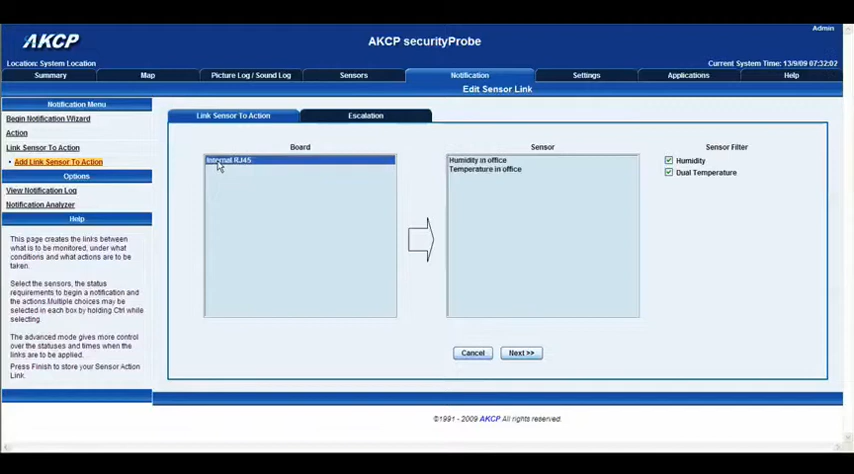 AKCP
AKCP securityProbe
Admin
Location: System Location
Current System Time: 13/9/09 07:32:02
Summary
Map
Picture Log / Sound Log
Sensors
Notification
Settings
Applications
Help
Edit Sensor Link
Notification Menu
Begin Notification Wizard
Action
Link Sensor To Action
• Add Link Sensor To Action
Options
View Notification Log
Notification Analyzer
Help
This page creates the links between
what is to be monitored, under what
conditions and what actions are to be
taken.
Select the sensors, the status
requirements to begin a notification and
the actions.Multiple choices may be
selected in each box by holding Ctrl while
selecting.
The advanced mode gives more control
over the statuses and times when the
links are to be applied.
Press Finish to store your Sensor Action
Link.
Link Sensor To Action
Escalation
Board
Internal RJ45
Sensor
Humidity in office
Temperature in office
Sensor Filter
Humidity
Dual Temperature
Cancel
Next >>
©1991 - 2009 AKCP All rights reserved.